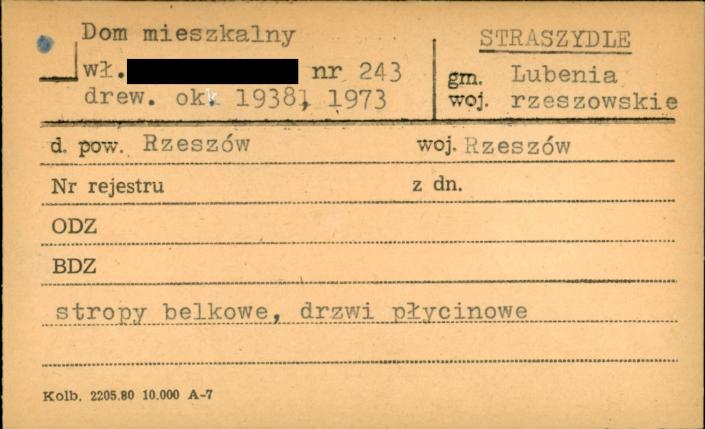 Dom mieszkalny
STRASZYDLE
wł. nr 243
gm. Lubenia
drew. ok. 1938, 1973
woj. rzeszowskie
d. pow. Rzeszów woj. Rzeszów
Nr rejestru z dn.
ODZ
BDZ
stropy belkowe, drzwi płycinowe
Kolb. 2205.80 10.000 A-7